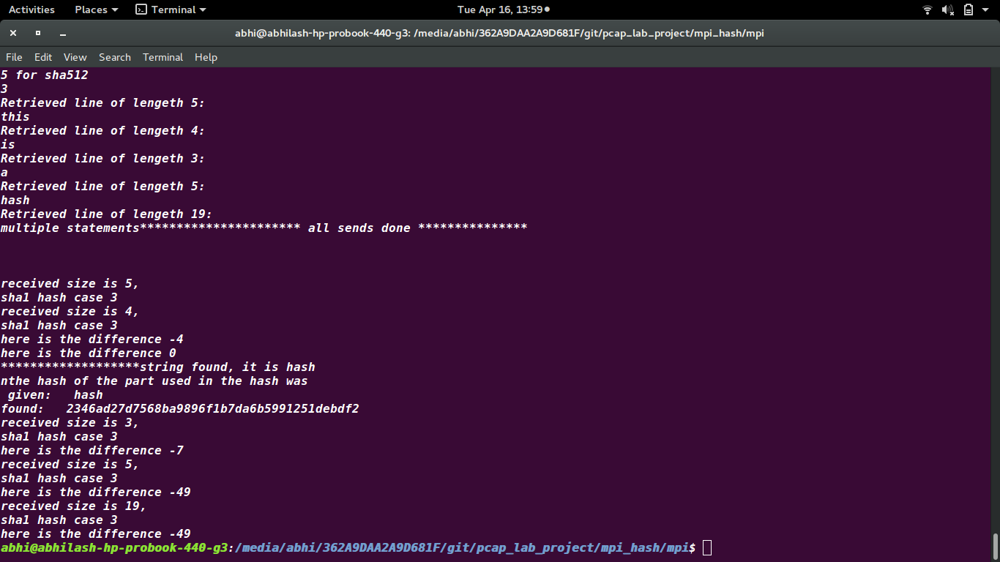 Activities Places Terminal Tue Apr 16, 13:59
abhi@abhilash-hp-probook-440-g3: /media/abhi/362A9DAA2A9D681F/git/pcap_lab_project/mpi_hash/mpi
File Edit View Search Terminal Help
5 for sha512
3
Retrieved line of lengeth 5:
this
Retrieved line of lengeth 4:
is
Retrieved line of lengeth 3:
a
Retrieved line of lengeth 5:
hash
Retrieved line of lengeth 19:
multiple statements********************** all sends done ***************
received size is 5,
sha1 hash case 3
received size is 4,
sha1 hash case 3
here is the difference -4
here is the difference 0
*******************string found, it is hash
nthe hash of the part used in the hash was
given: hash
found: 2346ad27d7568ba9896f1b7da6b5991251debdf2
received size is 3,
sha1 hash case 3
here is the difference -7
received size is 5,
sha1 hash case 3
here is the difference -49
received size is 19,
sha1 hash case 3
here is the difference -49
abhi@abhilash-hp-probook-440-g3:/media/abhi/362A9DAA2A9D681F/git/pcap_lab_project/mpi_hash/mpi$